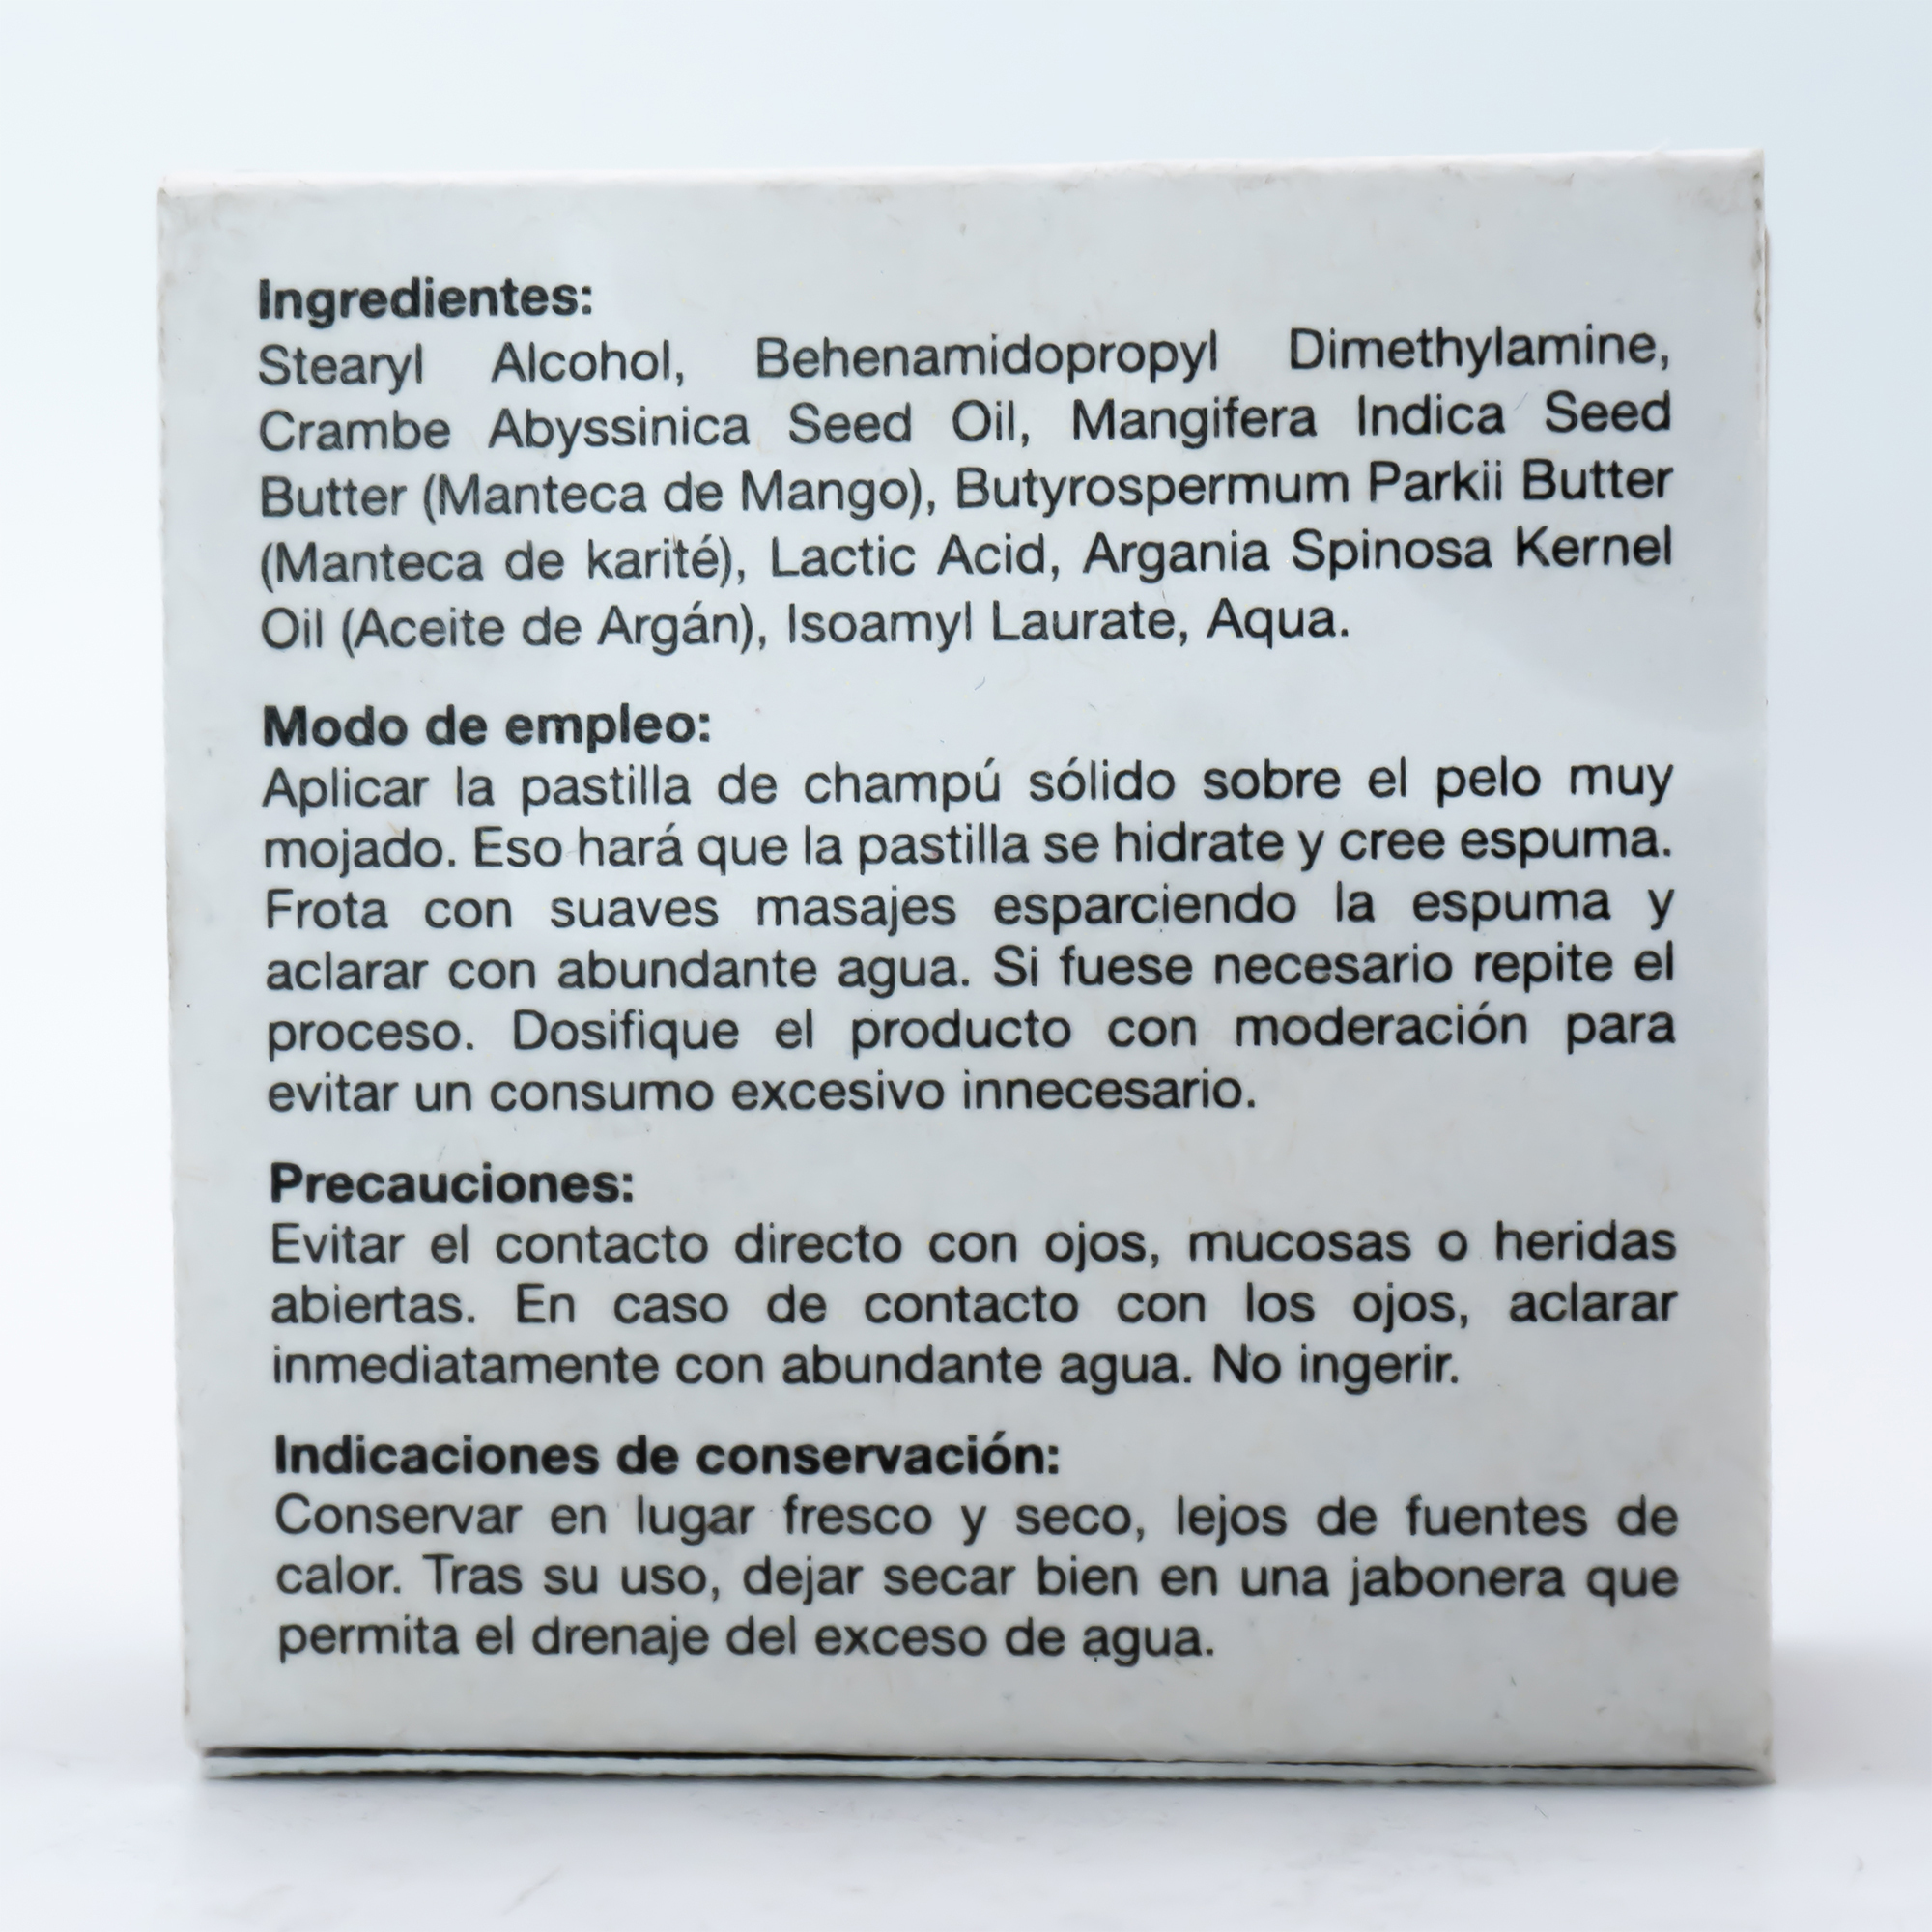 Ingredientes:
Stearyl Alcohol, Behenamidopropyl Dimethylamine,
Crambe Abyssinica Seed Oil, Mangifera Indica Seed
Butter (Manteca de Mango), Butyrospermum Parkii Butter
(Manteca de karité), Lactic Acid, Argania Spinosa Kernel
Oil (Aceite de Argán), Isoamyl Laurate, Aqua.
Modo de empleo:
Aplicar la pastilla de champú sólido sobre el pelo muy
mojado. Eso hará que la pastilla se hidrate y cree espuma.
Frota con suaves masajes esparciendo la espuma y
aclarar con abundante agua. Si fuese necesario repite el
proceso. Dosifique el producto con moderación para
evitar un consumo excesivo innecesario.
Precauciones:
Evitar el contacto directo con ojos, mucosas o heridas
abiertas. En caso de contacto con los ojos, aclarar
inmediatamente con abundante agua. No ingerir.
Indicaciones de conservación:
Conservar en lugar fresco y seco, lejos de fuentes de
calor. Tras su uso, dejar secar bien en una jabonera que
permita el drenaje del exceso de agua.